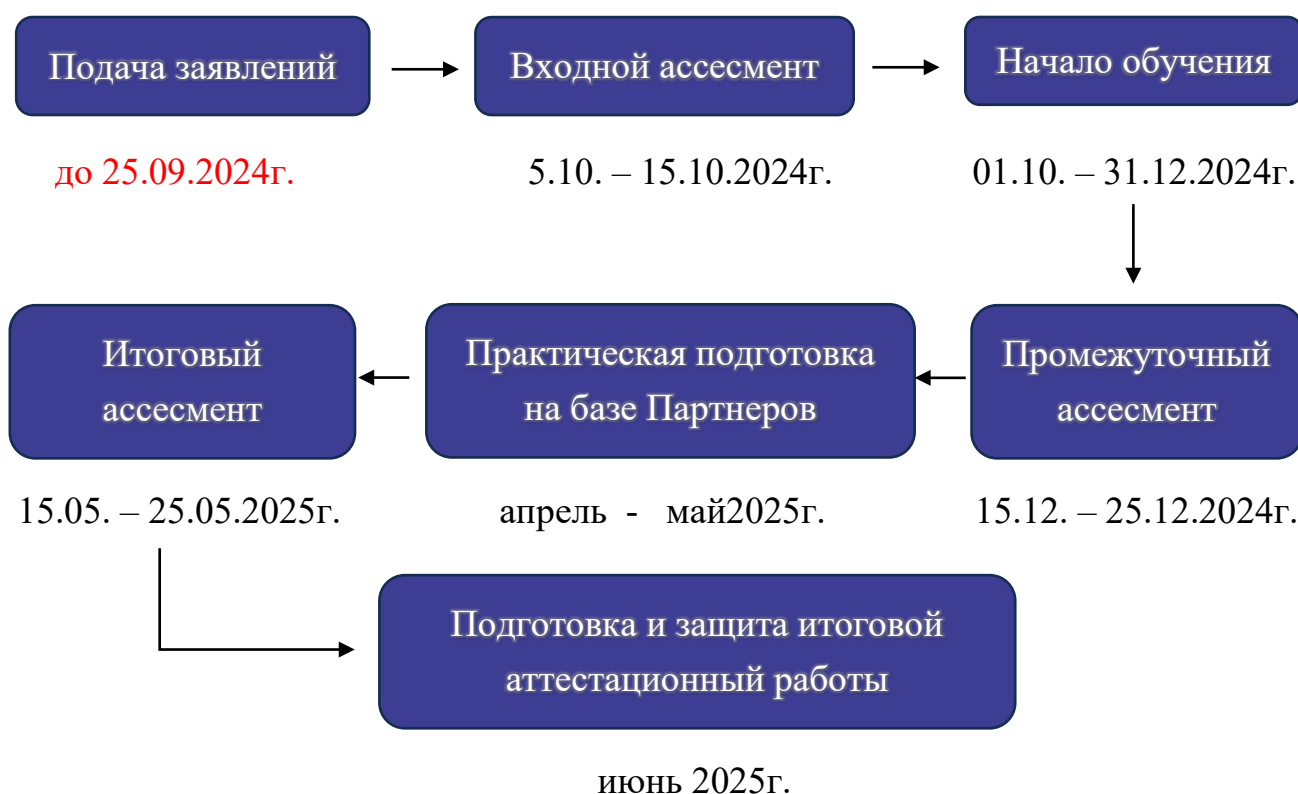 Подача заявлений
Входной ассесмент
Начало обучения
до 25.09.2024г.
5.10. – 15.10.2024г.
01.10. – 31.12.2024г.
Итоговый
ассесмент
Практическая подготовка
на базе Партнеров
Промежуточный
ассесмент
15.05. – 25.05.2025г.
апрель - май2025г.
15.12. – 25.12.2024г.
Подготовка и защита итоговой
аттестационный работы
июнь 2025г.